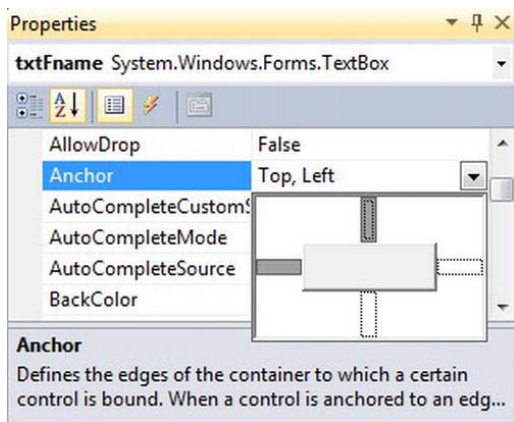 Properties
txtFname System.Windows.Forms.TextBox
AllowDrop False
Anchor Top, Left
AutoCompleteCustomS
AutoCompleteMode
AutoCompleteSource
BackColor
Anchor
Defines the edges of the container to which a certain
control is bound. When a control is anchored to an edg...